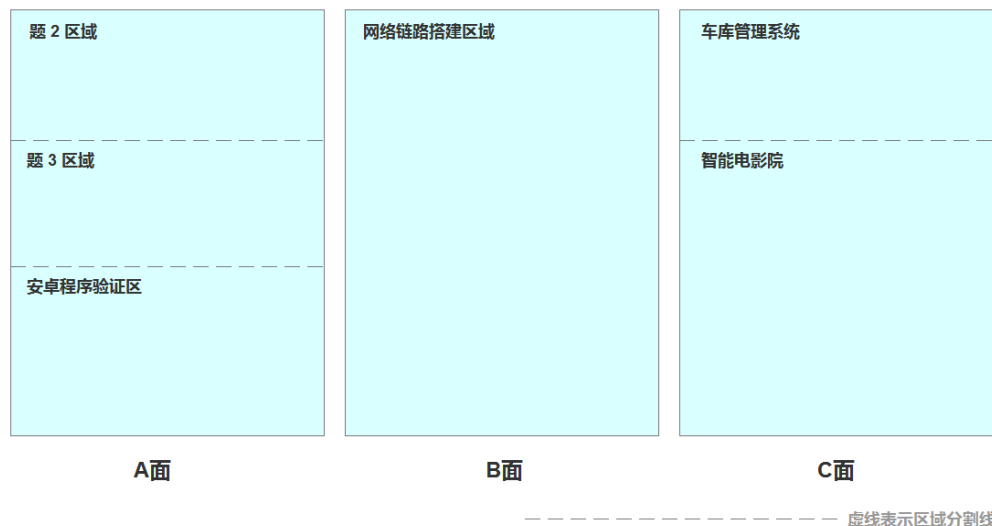 题 2 区域
网络链路搭建区域
车库管理系统
题 3 区域
智能电影院
安卓程序验证区
A面
B面
C面
虚线表示区域分割线